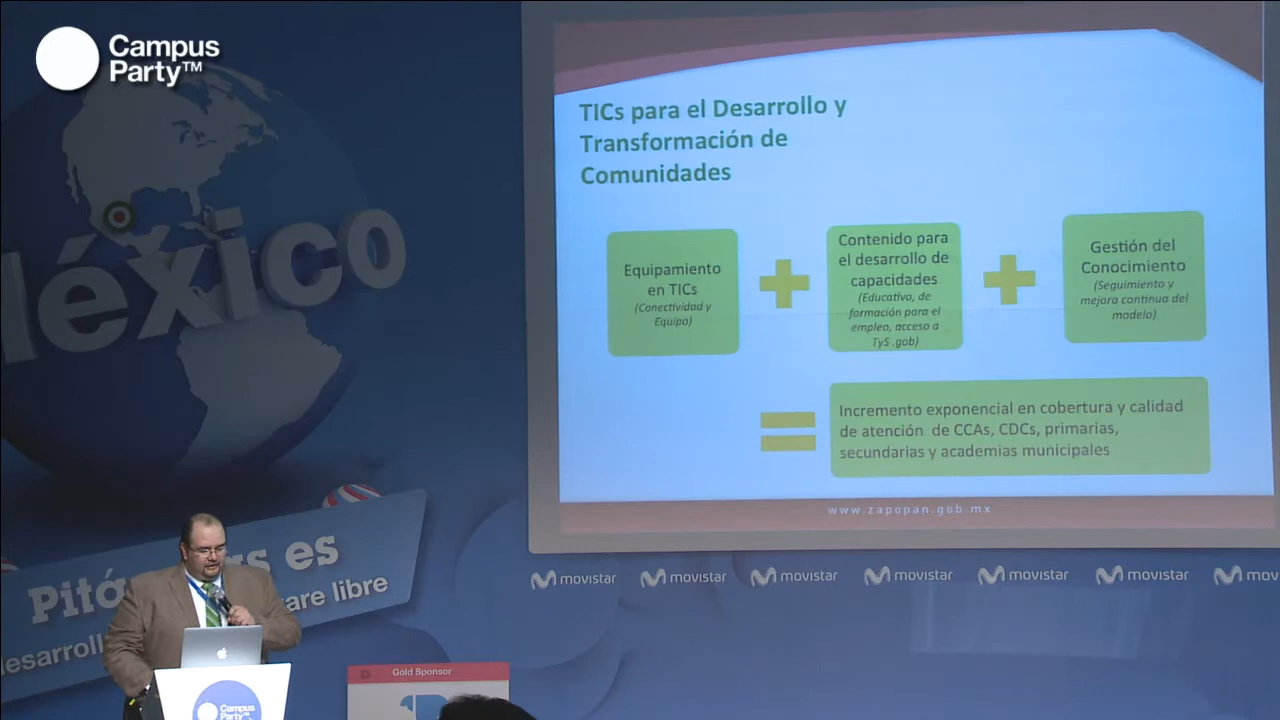 Campus
Party™
TICs para el Desarrollo y
Transformación de
Comunidades
Equipamiento
en TICs
(Conectividad y
Equipo)
Contenido para
el desarrollo de
capacidades
(Educativo, de
formación para el
empleo, acceso a
TyS .gob)
Gestión del
Conocimiento
(Seguimiento y
mejora continua del
modelo)
Incremento exponencial en cobertura y calidad
de atención de CCAs, CDCs, primarias,
secundarias y academias municipales
www.zapopan.gob.mx
movistar movistar movistar movistar movistar movistar mov
éxico
es
are libre
Gold Sponsor
Campus
Party